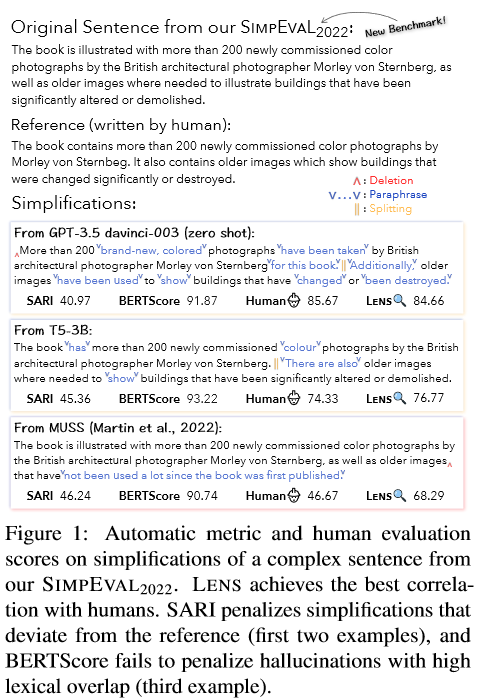 Original Sentence from our SIMPEVAL2022: New Benchmark!
The book is illustrated with more than 200 newly commissioned color
photographs by the British architectural photographer Morley von Sternberg, as
well as older images where needed to illustrate buildings that have been
significantly altered or demolished.
Reference (written by human):
The book contains more than 200 newly commissioned color photographs by
Morley von Sternbeg. It also contains older images which show buildings that
were changed significantly or destroyed.
∧ : Deletion
Simplifications:
v...v : Paraphrase
|| : Splitting
From GPT-3.5 davinci-003 (zero shot):
∧More than 200 vbrand-new, coloredv photographs vhave been takenv by British
architectural photographer Morley von Sternbergvfor this book.v||vAdditionally,v older
images vhave been usedv to vshowv buildings that have vchangedv or vbeen destroyed.v
SARI 40.97 BERTScore 91.87 Human 85.67 LENS 84.66
From T5-3B:
The book vhasv more than 200 newly commissioned vcolourv photographs by the British
architectural photographer Morley von Sternberg. ||vThere are alsov older images
where needed to vshowv buildings that have been significantly altered or demolished.
SARI 45.36 BERTScore 93.22 Human 74.33 LENS 76.77
From MUSS (Martin et al., 2022):
The book is illustrated with more than 200 newly commissioned color photographs by
the British architectural photographer Morley von Sternberg, as well as older images∧
that havevnot been used a lot since the book was first published.v
SARI 46.24 BERTScore 90.74 Human 46.67 LENS 68.29
Figure 1: Automatic metric and human evaluation
scores on simplifications of a complex sentence from
our SIMPEVAL2022. LENS achieves the best correla-
tion with humans. SARI penalizes simplifications that
deviate from the reference (first two examples), and
BERTScore fails to penalize hallucinations with high
lexical overlap (third example).